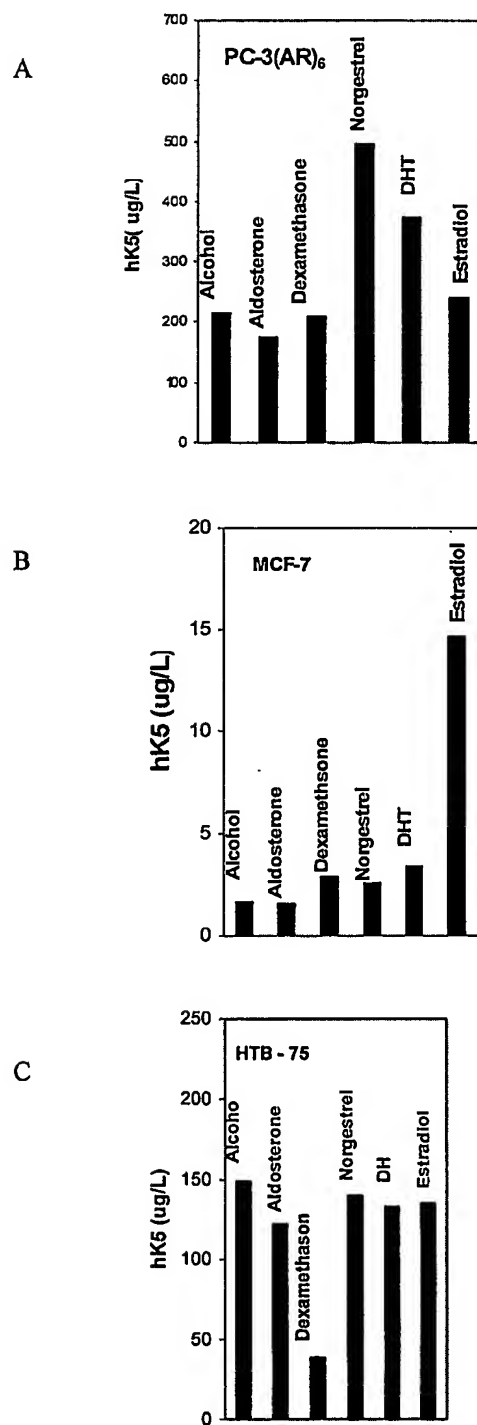 A
PC-3(AR)6
hK5( ug/L)
700
600
500
400
300
200
100
0
Alcohol
Aldosterone
Dexamethasone
Norgestrel
DHT
Estradiol
B
MCF-7
hK5 (ug/L)
20
15
10
5
0
Alcohol
Aldosterone
Dexamethsone
Norgestrel
DHT
Estradiol
C
HTB - 75
hK5 (ug/L)
250
200
150
100
50
0
Alcoho
Aldosterone
Dexamethason
Norgestrel
DH
Estradiol